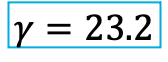 γ = 23.2